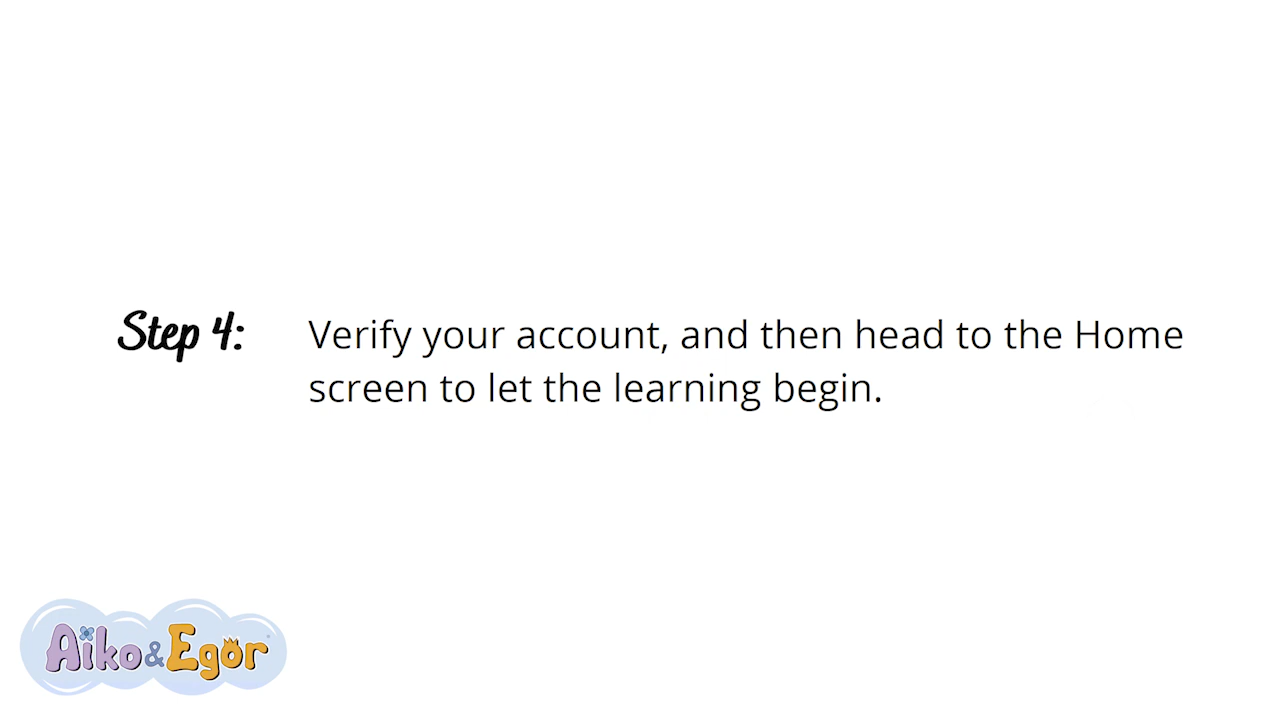 Step 4: Verify your account, and then head to the Home
screen to let the learning begin.
Aiko & Egor